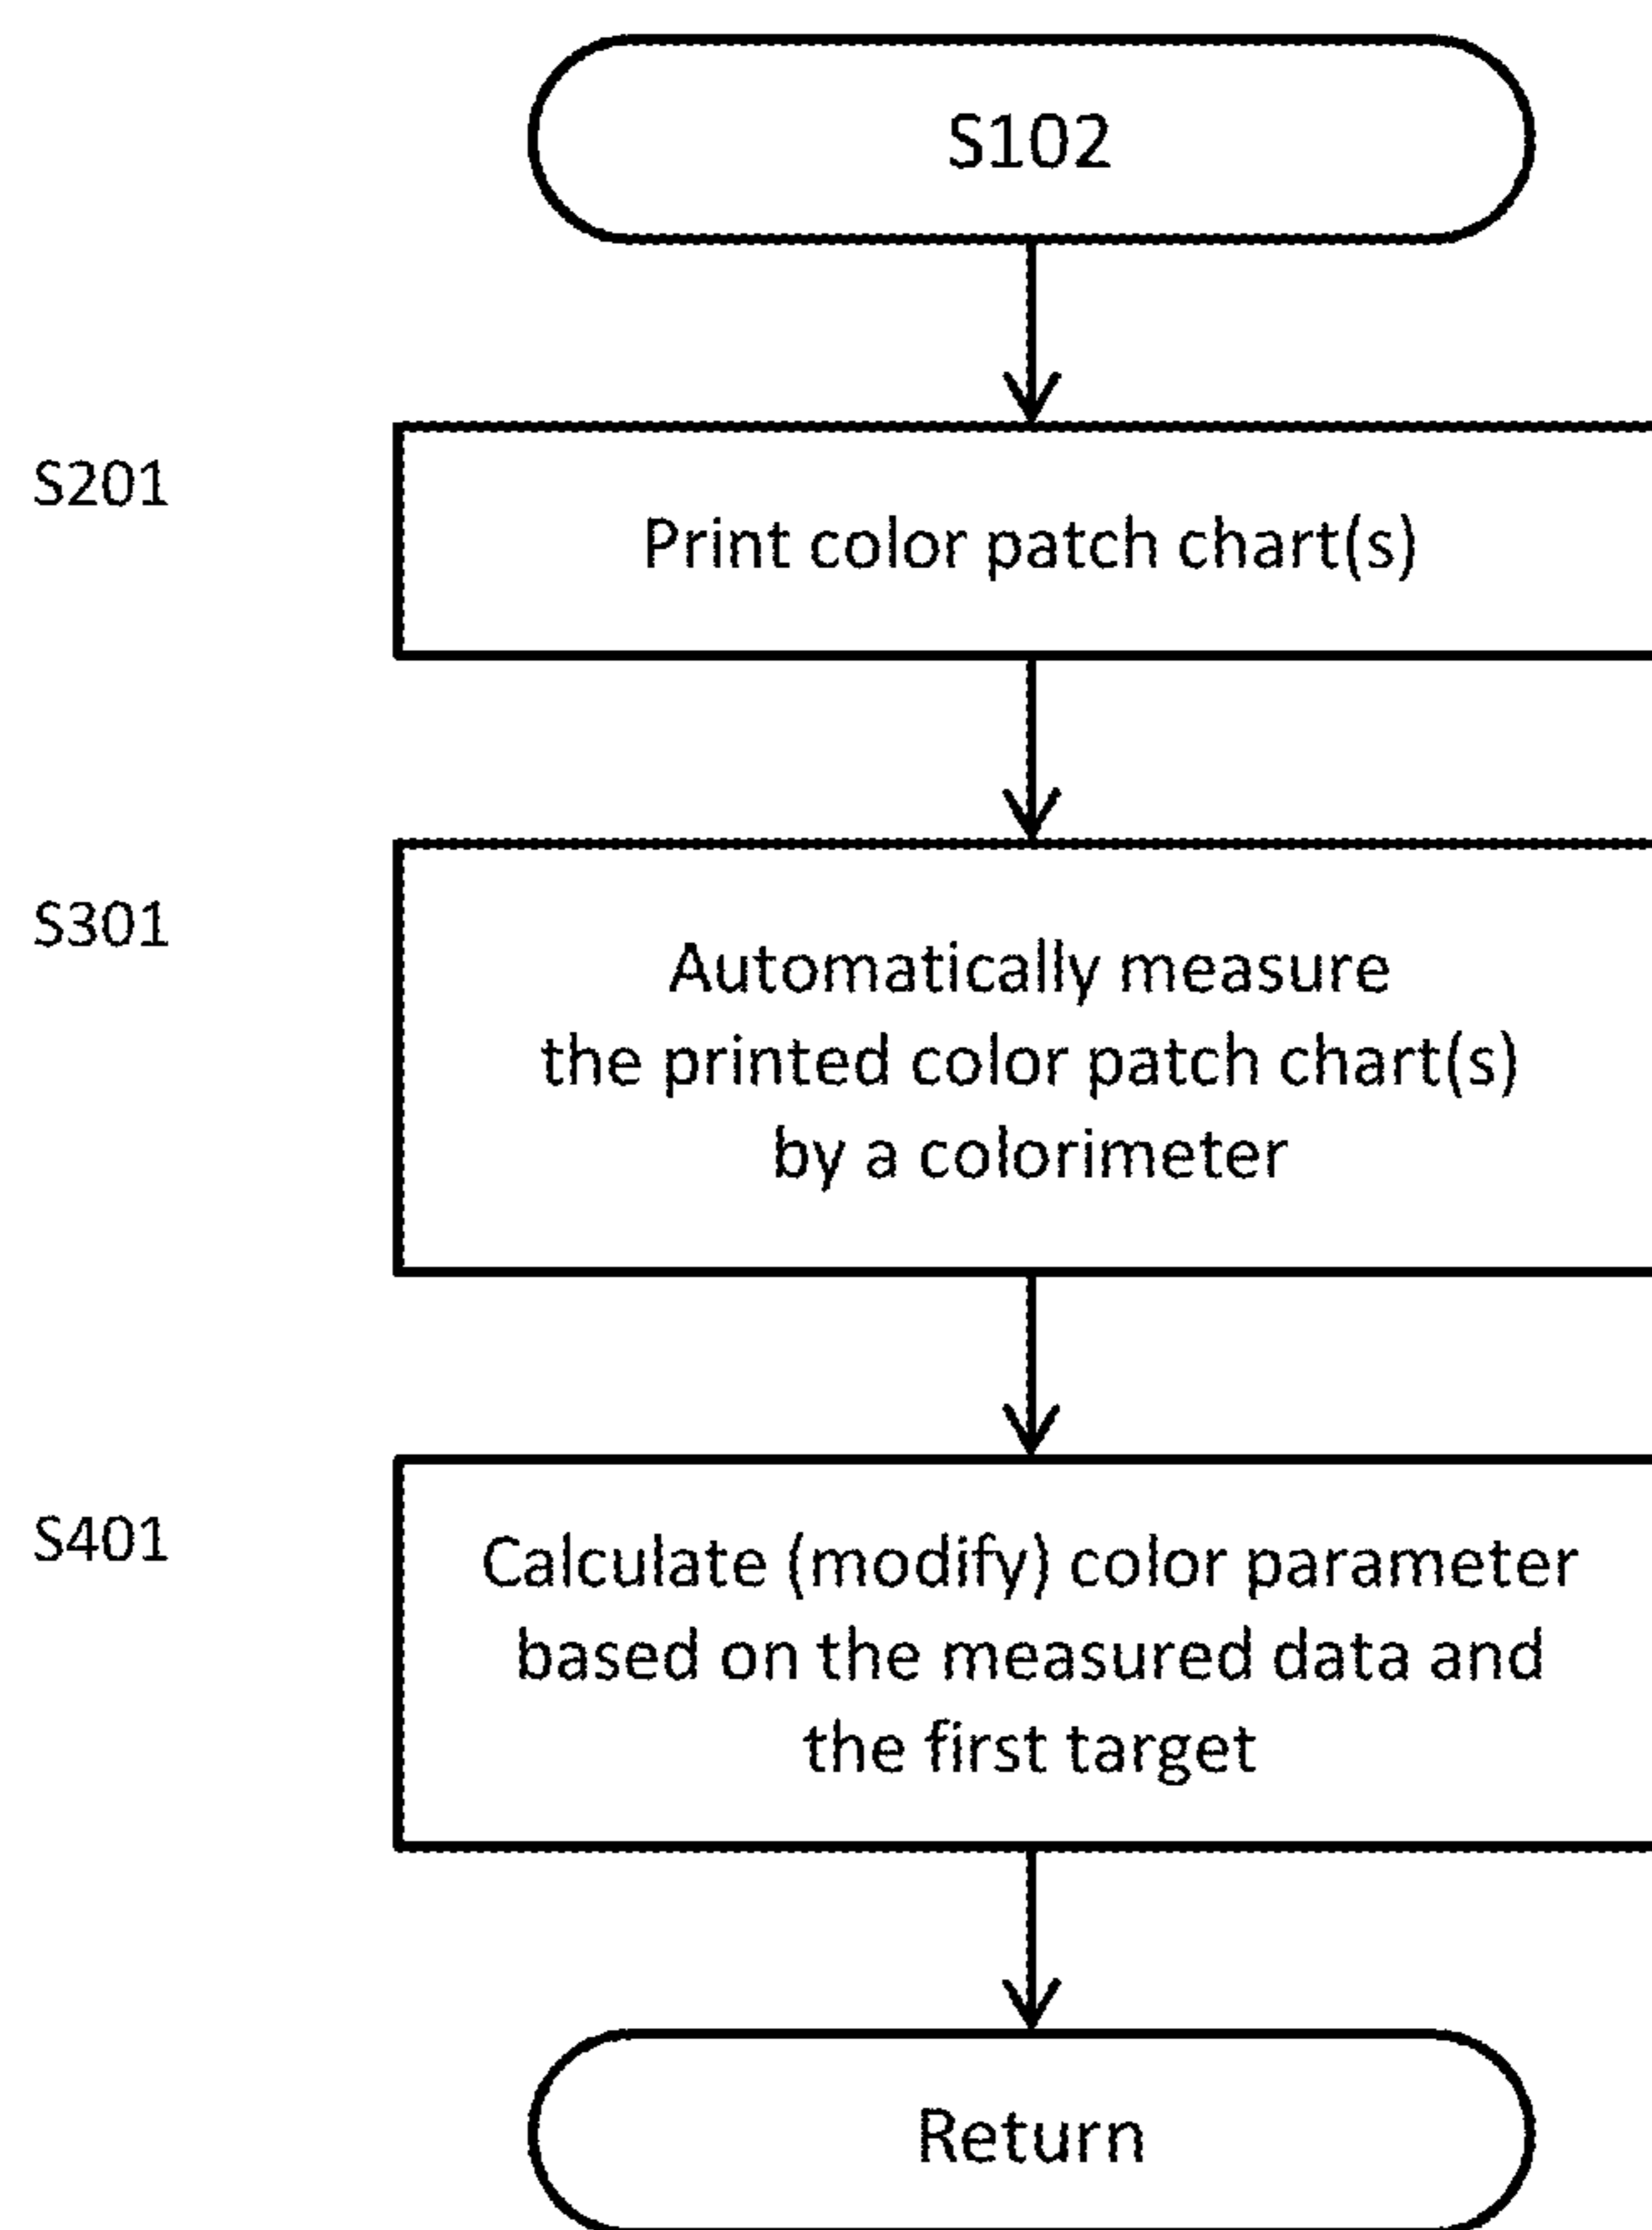 S102
S201
Print color patch chart(s)
S301
Automatically measure
the printed color patch chart(s)
by a colorimeter
S401
Calculate (modify) color parameter
based on the measured data and
the first target
Return